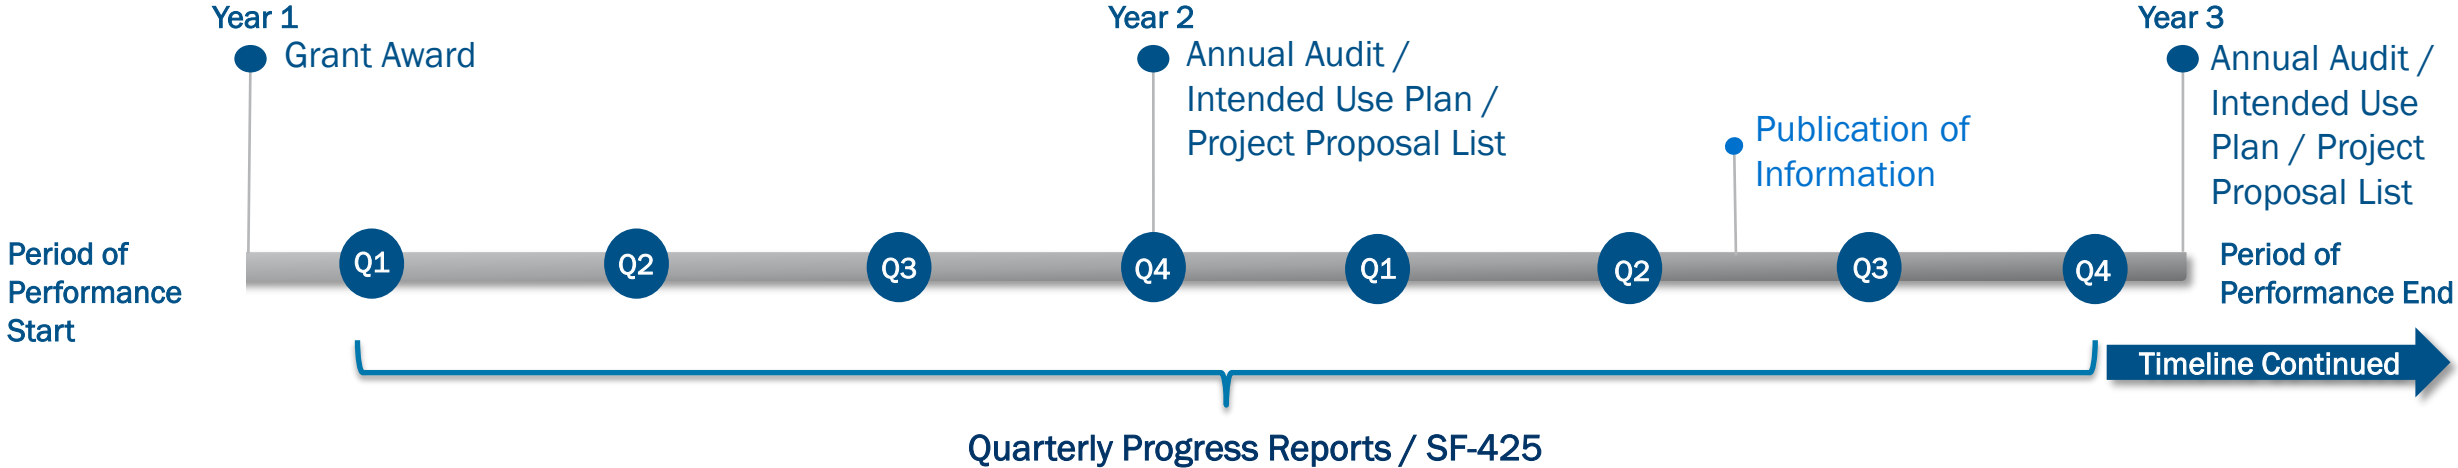 Year 1
Grant Award
Year 2
Annual Audit /
Intended Use Plan /
Project Proposal List
Publication of
Information
Year 3
Annual Audit /
Intended Use
Plan / Project
Proposal List
Period of
Performance
Start
Q1
Q2
Q3
Q4
Q1
Q2
Q3
Q4
Period of
Performance End
Timeline Continued
Quarterly Progress Reports / SF-425